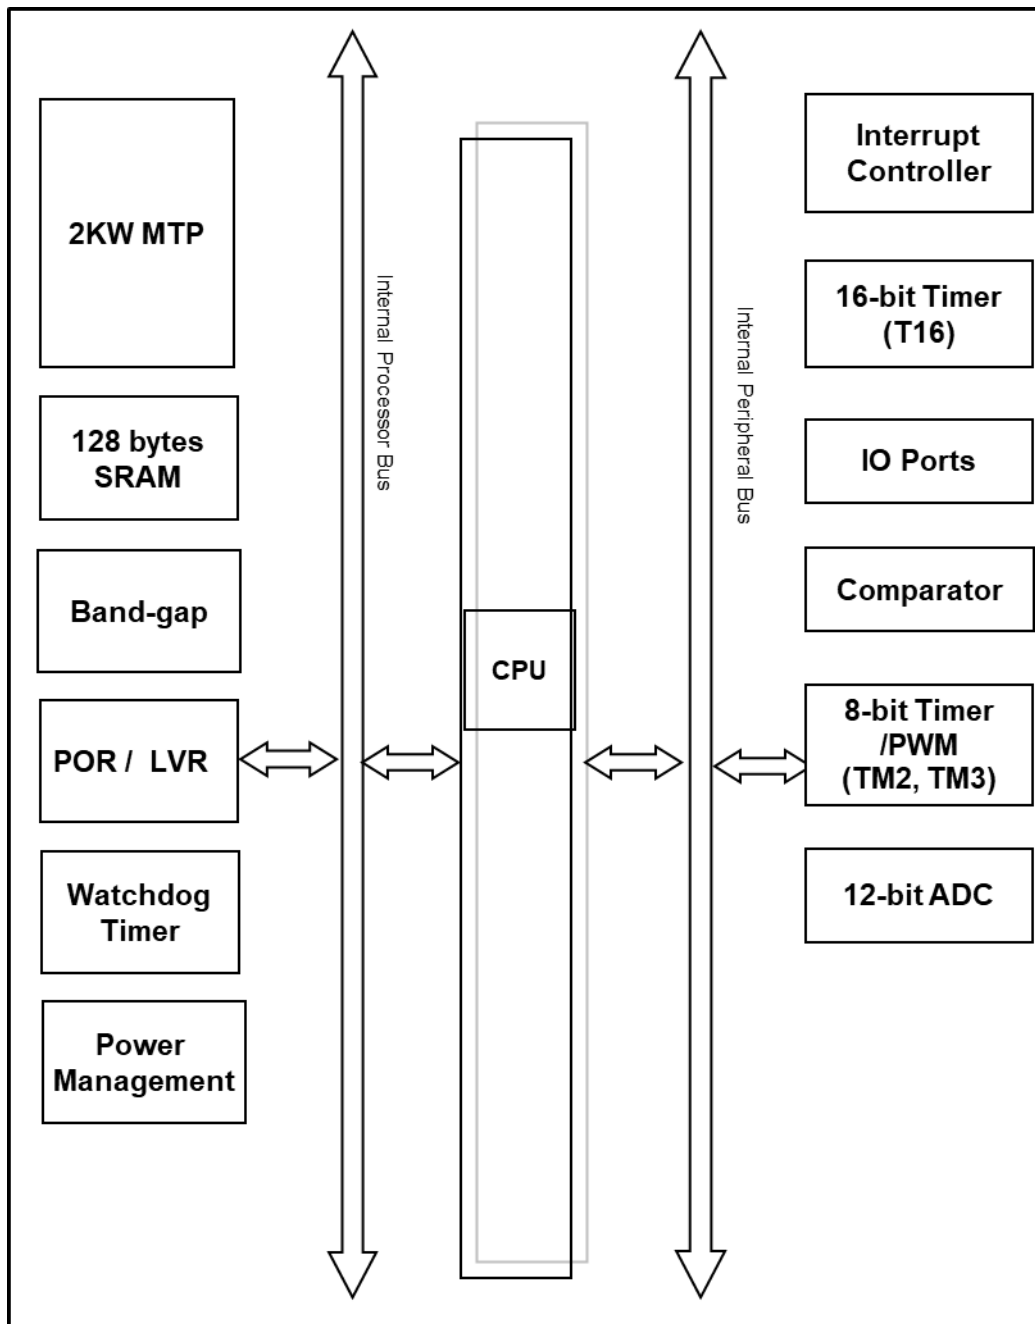 2KW MTP
128 bytes
SRAM
Band-gap
POR / LVR
Watchdog
Timer
Power
Management
Internal Processor Bus
CPU
Internal Peripheral Bus
Interrupt
Controller
16-bit Timer
(T16)
IO Ports
Comparator
8-bit Timer
/PWM
(TM2, TM3)
12-bit ADC